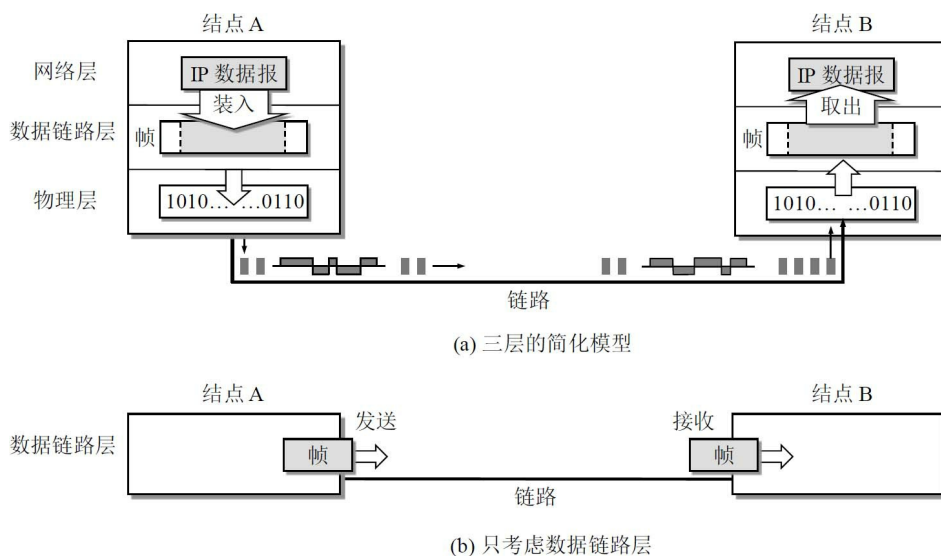 结点 A
结点 B
网络层
IP 数据报
IP 数据报
装入
取出
数据链路层
帧
帧
物理层
1010… …0110
1010… …0110
链路
(a) 三层的简化模型
结点 A
结点 B
发送
接收
数据链路层
帧
帧
链路
(b) 只考虑数据链路层